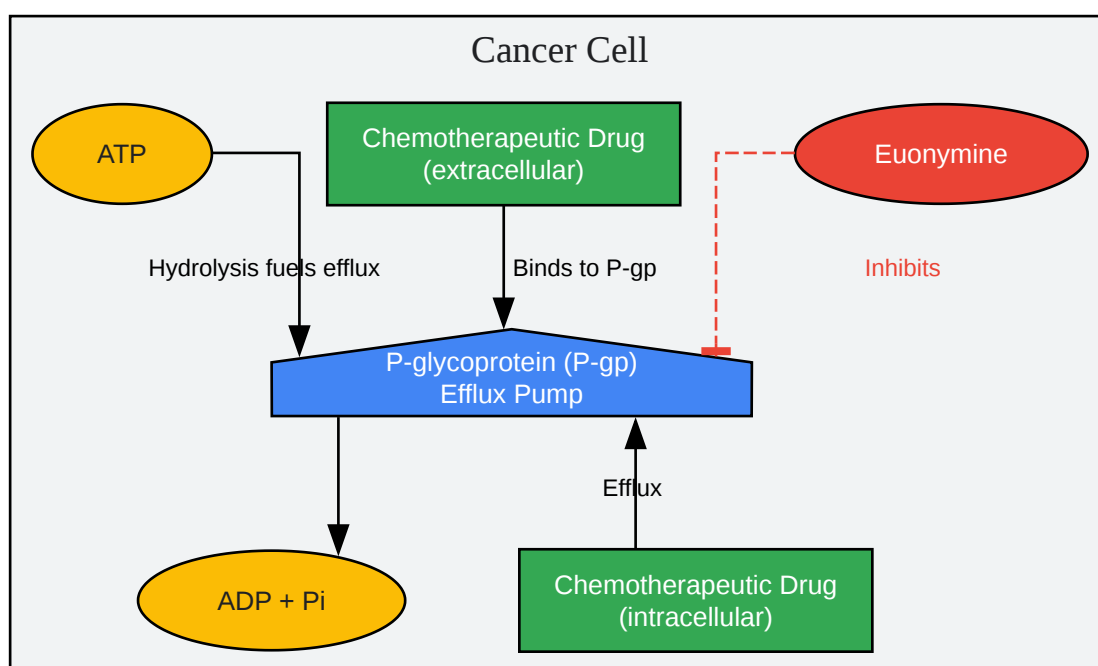 Cancer Cell
ATP
Chemotherapeutic Drug
(extracellular)
Euonymine
Hydrolysis fuels efflux
Binds to P-gp
Inhibits
P-glycoprotein (P-gp)
Efflux Pump
Efflux
ADP + Pi
Chemotherapeutic Drug
(intracellular)